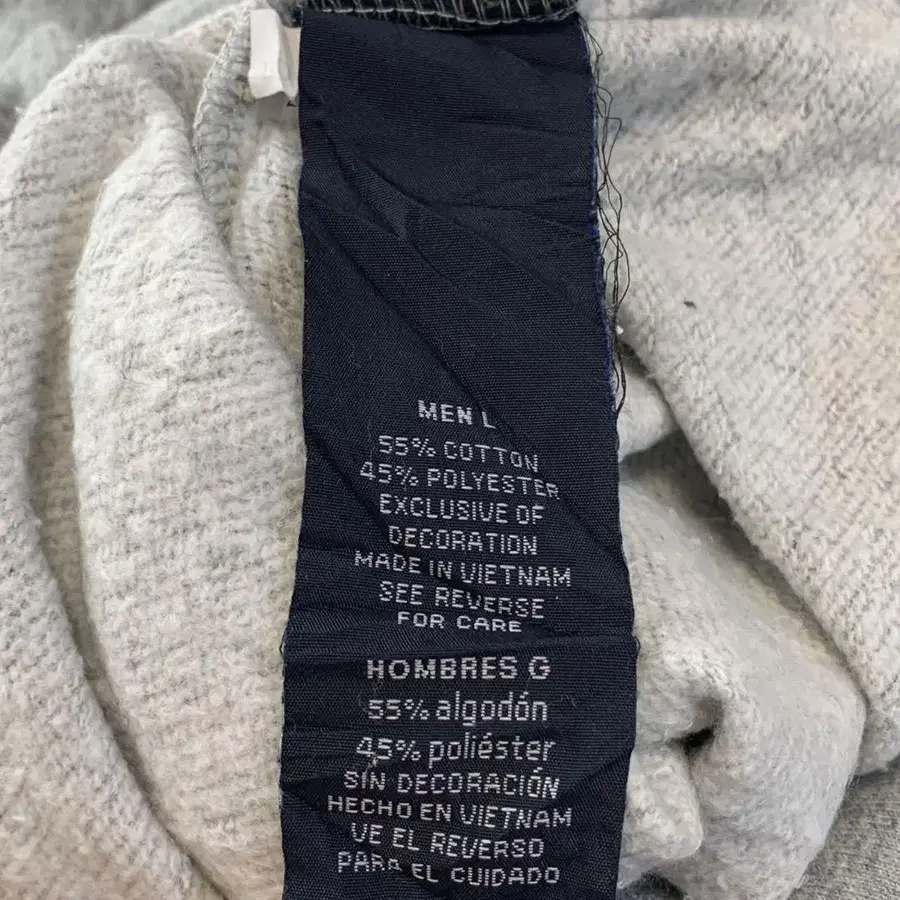 MEN L
55% COTTON
45% POLYESTER
EXCLUSIVE OF
DECORATION
MADE IN VIETNAM
SEE REVERSE
FOR CARE
HOMBRES G
55% algodón
45% poliéster
SIN DECORACIÓN
HECHO EN VIETNAM
VE EL REVERSO
PARA EL CUIDADO